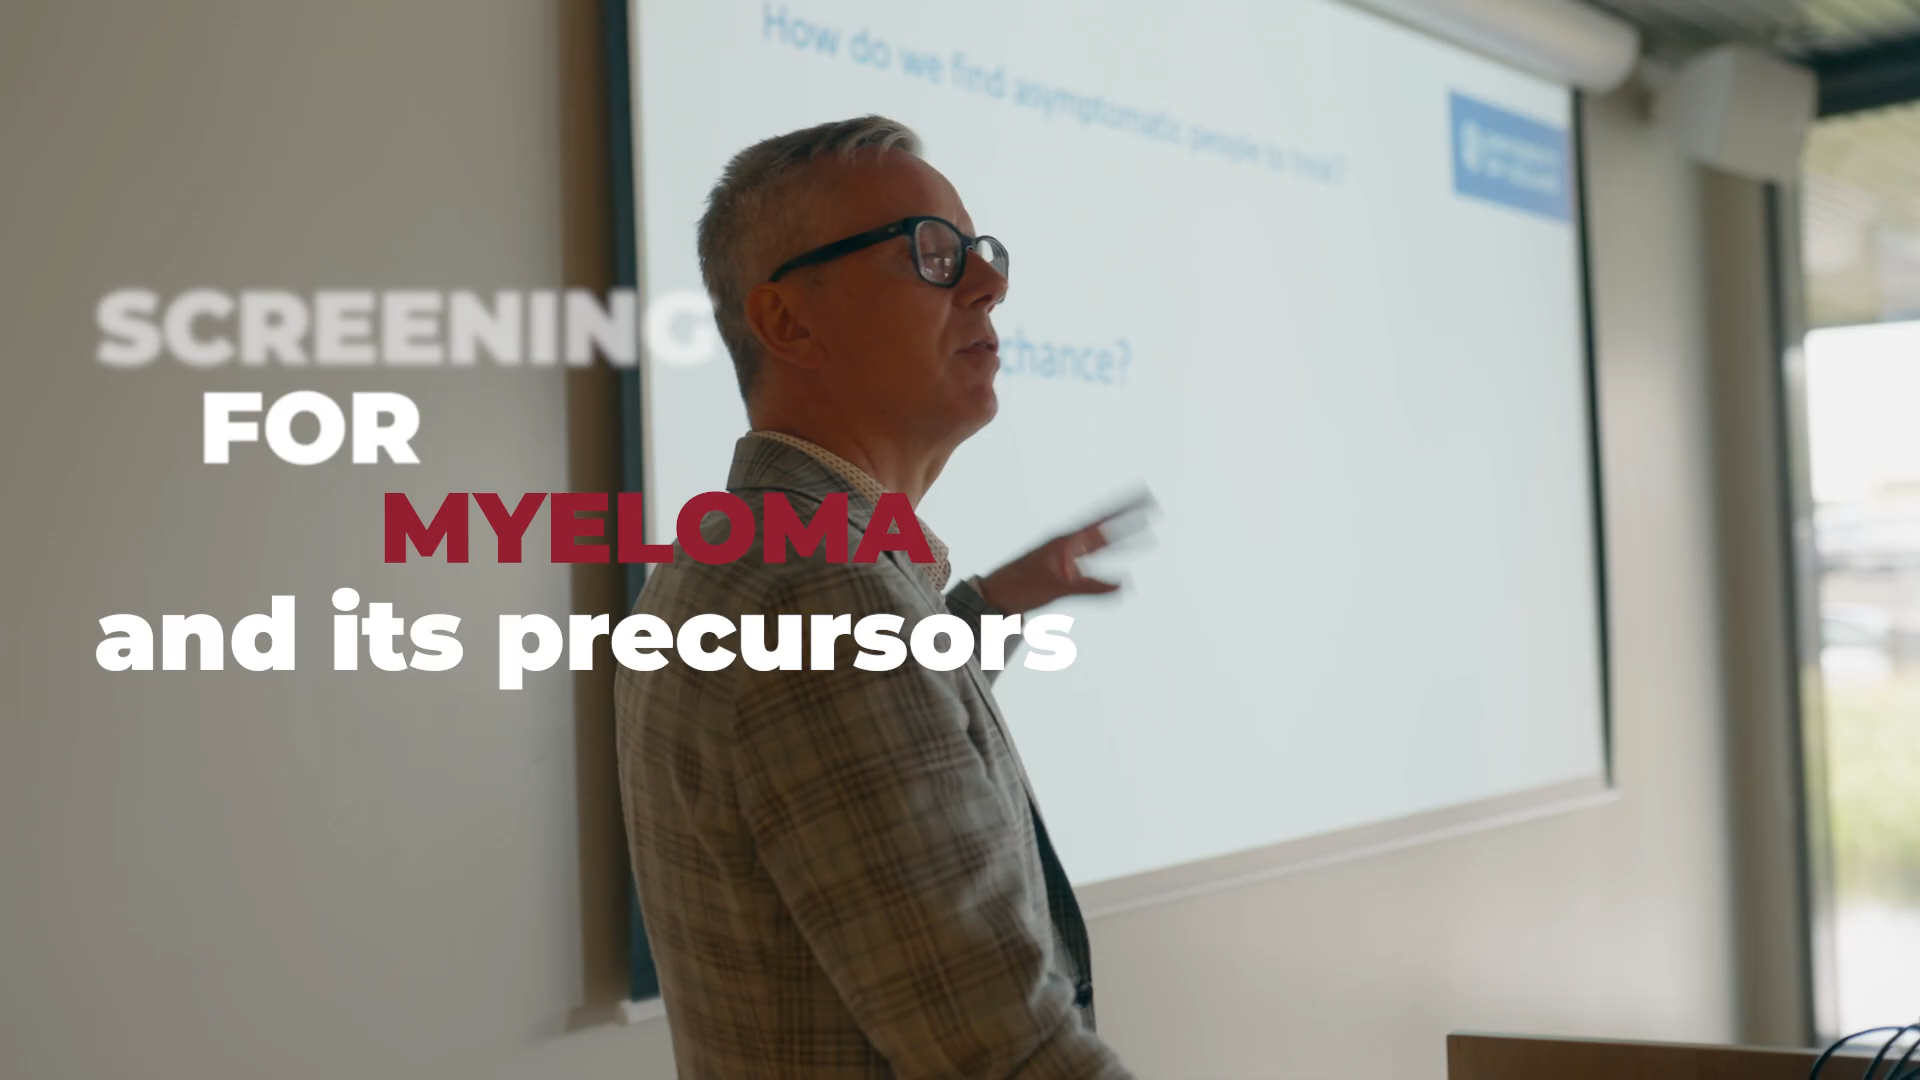 How do we find asymptomatic people to treat?
chance?
SCREENING
FOR
MYELOMA
and its precursors